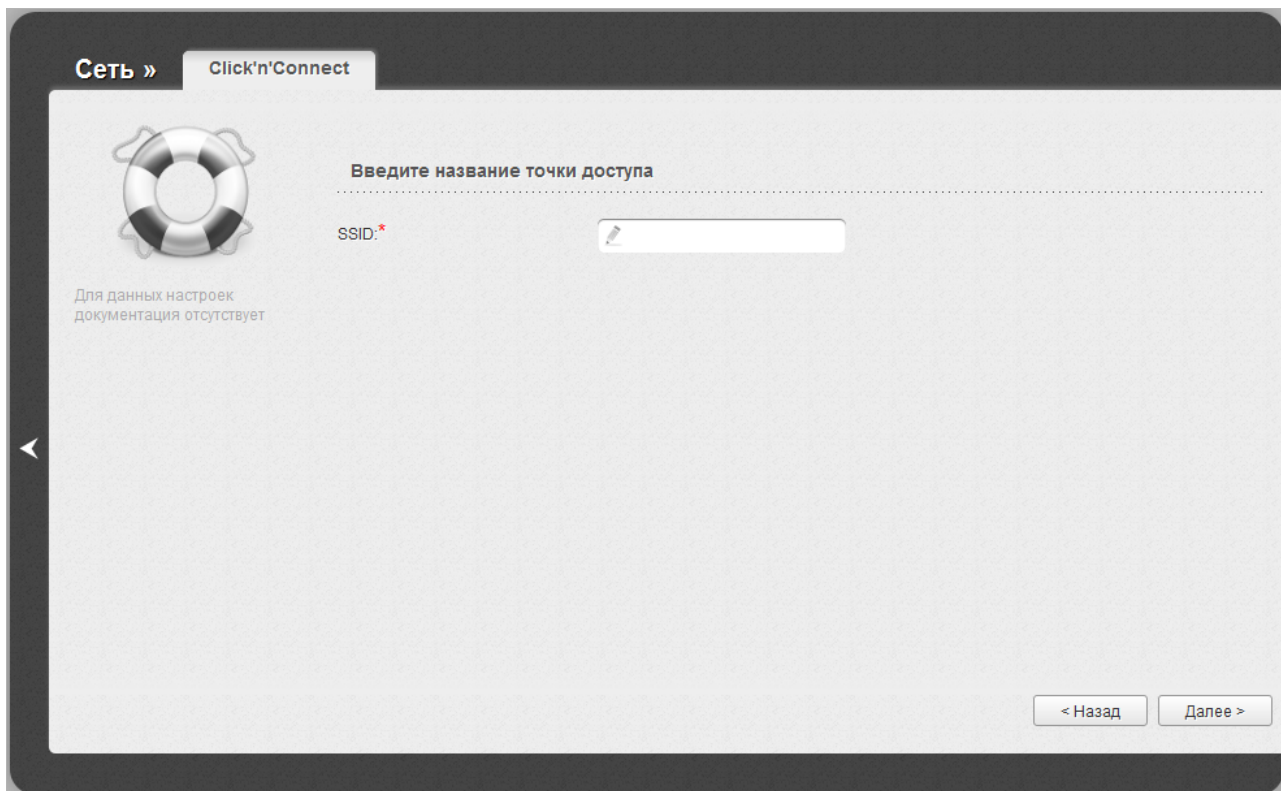 Сеть »
Click'n'Connect
Введите название точки доступа
SSID:*
Для данных настроек
документация отсутствует
< Назад
Далее >